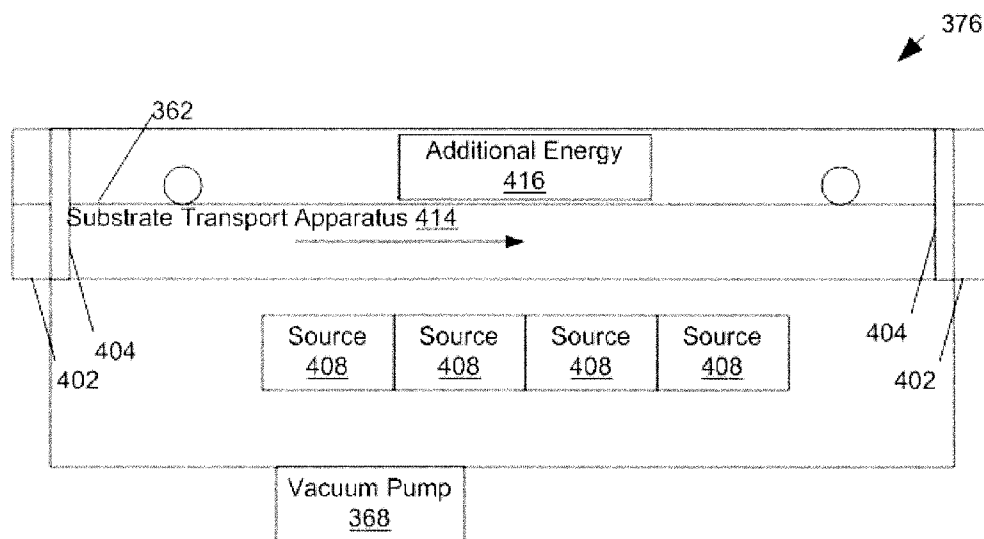 376
362
Additional Energy
416
Substrate Transport Apparatus 414
404
402
Source
408
Source
408
Source
408
Source
408
404
402
Vacuum Pump
368